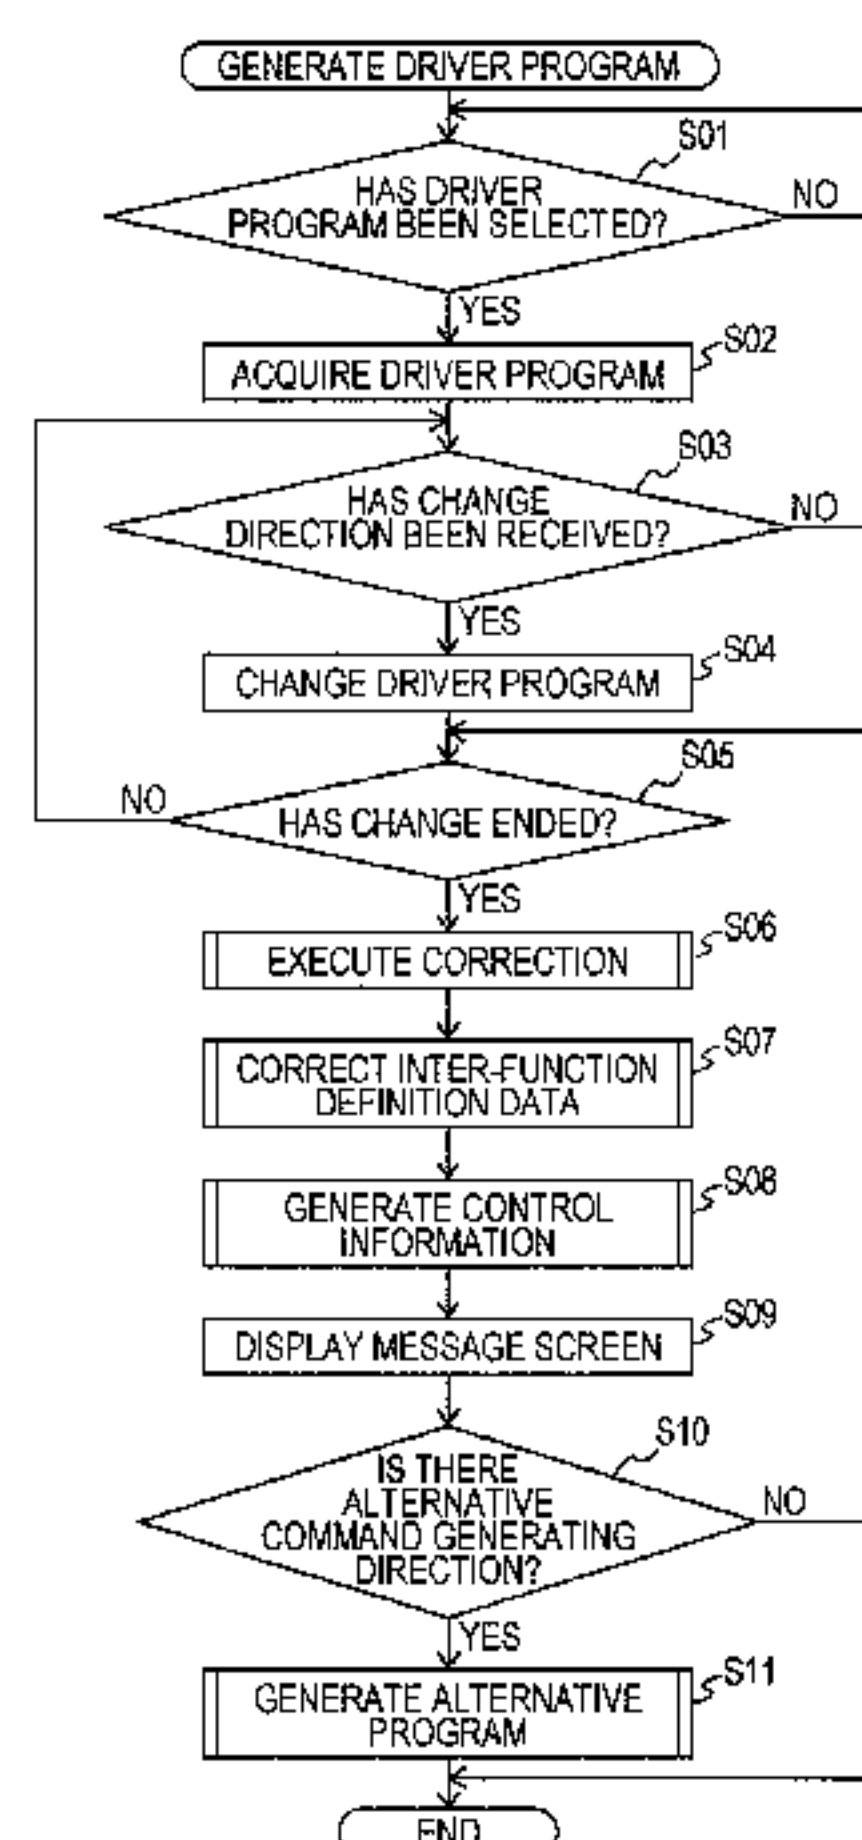 GENERATE DRIVER PROGRAM
S01
HAS DRIVER
PROGRAM BEEN SELECTED?
NO
YES
S02
ACQUIRE DRIVER PROGRAM
S03
HAS CHANGE
DIRECTION BEEN RECEIVED?
NO
YES
S04
CHANGE DRIVER PROGRAM
S05
NO
HAS CHANGE ENDED?
YES
S06
EXECUTE CORRECTION
S07
CORRECT INTER-FUNCTION
DEFINITION DATA
S08
GENERATE CONTROL
INFORMATION
S09
DISPLAY MESSAGE SCREEN
S10
IS THERE
ALTERNATIVE
COMMAND GENERATING
DIRECTION?
NO
YES
S11
GENERATE ALTERNATIVE
PROGRAM
END